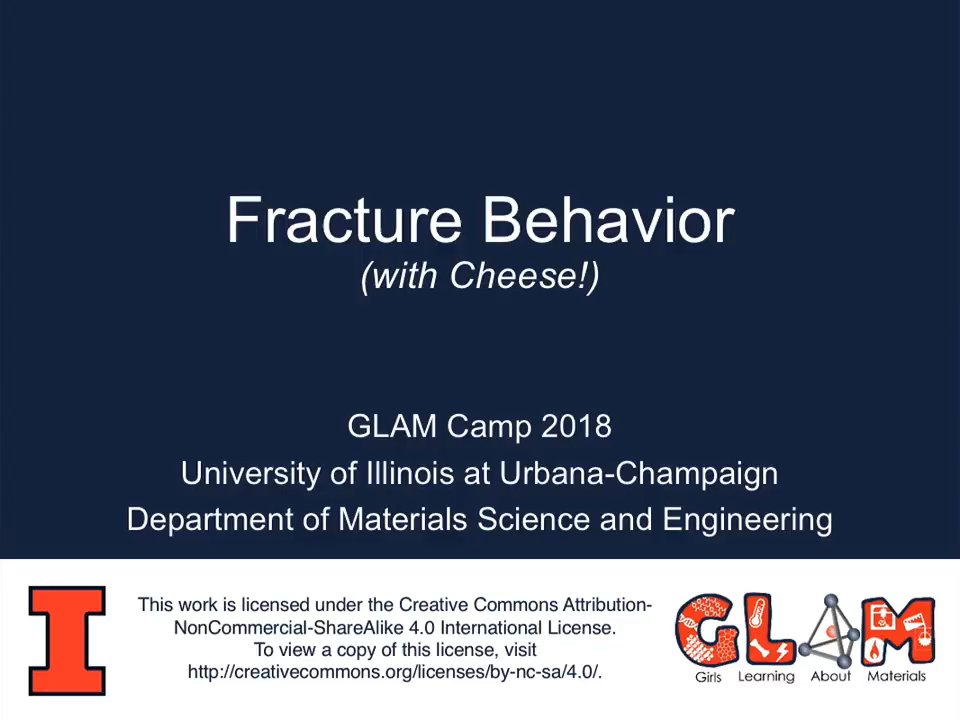 Fracture Behavior
(with Cheese!)
GLAM Camp 2018
University of Illinois at Urbana-Champaign
Department of Materials Science and Engineering
I
This work is licensed under the Creative Commons Attribution-
NonCommercial-ShareAlike 4.0 International License.
To view a copy of this license, visit
http://creativecommons.org/licenses/by-nc-sa/4.0/.
GLAM
Girls Learning About Materials